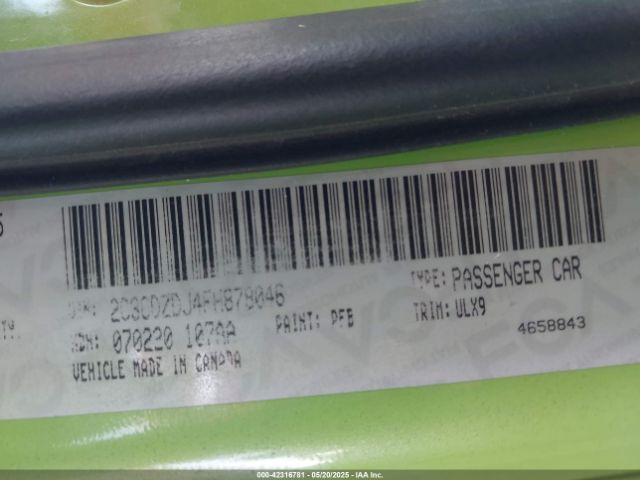 VIN: 2C3CDZDJ4FH878046
TYPE: PASSENGER CAR
MDH: 070220 107AA
PAINT: PFB
TRIM: ULX9
VEHICLE MADE IN CANADA
4658843
000-42316781 - 05/20/2025 - IAA Inc.